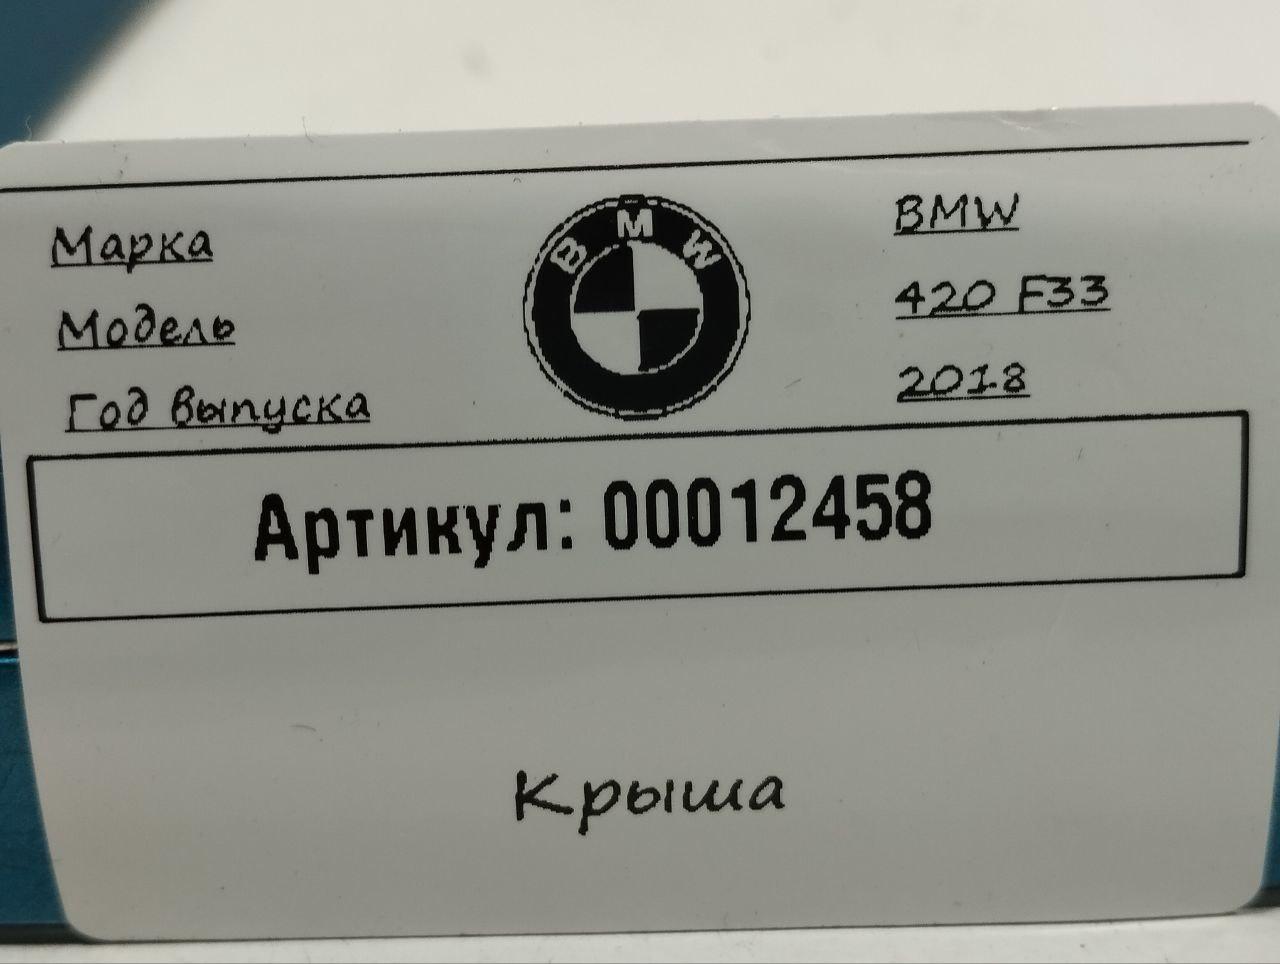 Марка BMW BMW
Модель 420 F33
Год выпуска 2018
Артикул: 00012458
Крыша